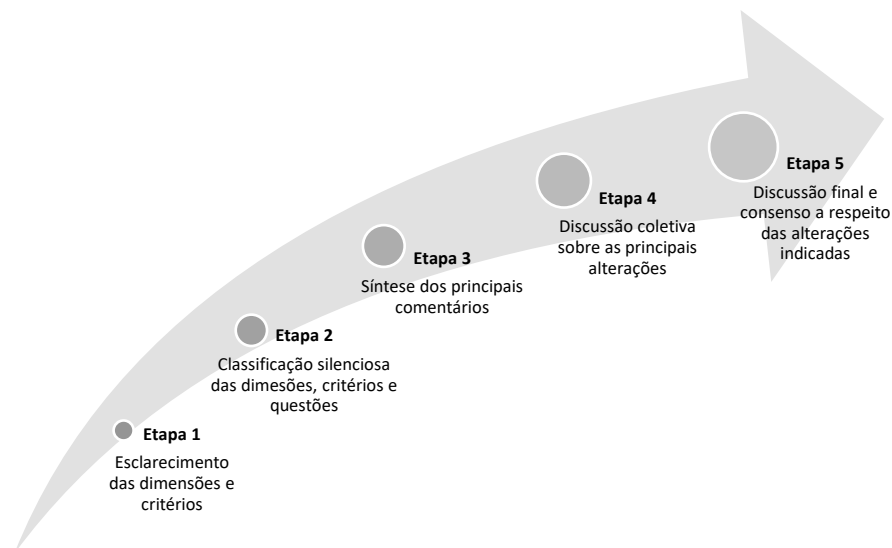 Etapa 1
Esclarecimento
das dimensões e
critérios
Etapa 2
Classificação silenciosa
das dimesões, critérios e
questões
Etapa 3
Síntese dos principais
comentários
Etapa 4
Discussão coletiva
sobre as principais
alterações
Etapa 5
Discussão final e
consenso a respeito
das alterações
indicadas